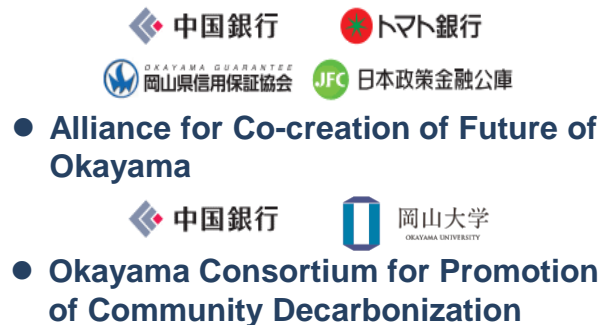 中国銀行 トマト銀行
OKAYAMA GUARANTEE
岡山県信用保証協会 JFC 日本政策金融公庫
● Alliance for Co-creation of Future of
Okayama
中国銀行 岡山大学
OKAYAMA UNIVERSITY
● Okayama Consortium for Promotion
of Community Decarbonization